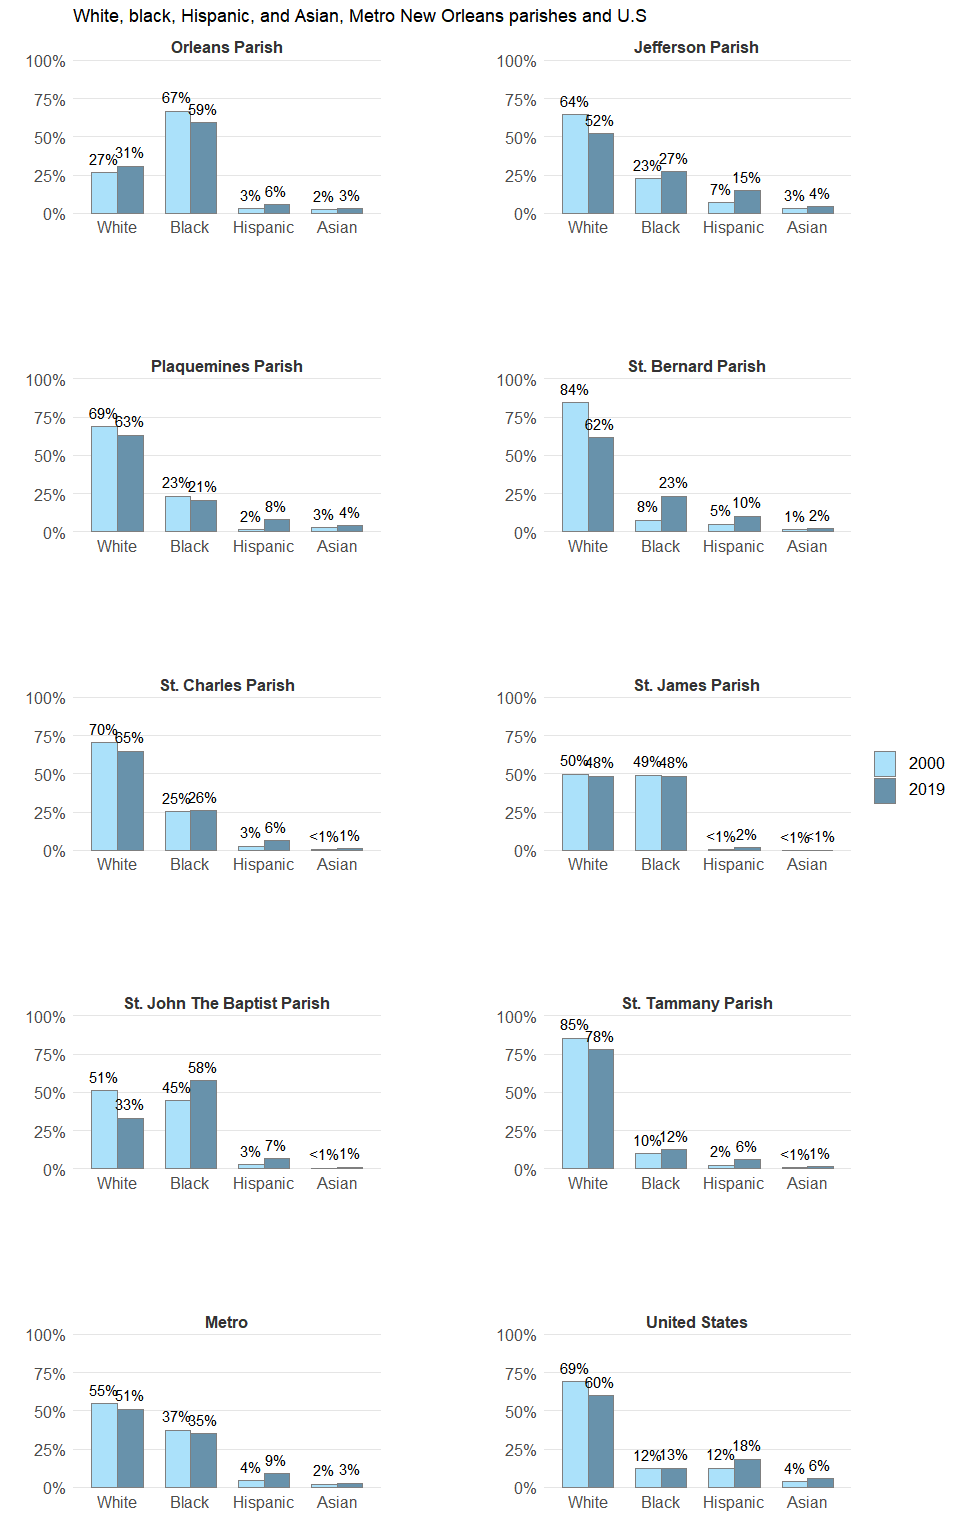 White, black, Hispanic, and Asian, Metro New Orleans parishes and U.S
Orleans Parish
100%
75%
50%
25%
0%
27%
31%
67%
59%
3%
6%
2%
3%
White
Black
Hispanic
Asian
Jefferson Parish
100%
75%
50%
25%
0%
64%
52%
23%
27%
7%
15%
3%
4%
White
Black
Hispanic
Asian
Plaquemines Parish
100%
75%
50%
25%
0%
69%
63%
23%
21%
2%
8%
3%
4%
White
Black
Hispanic
Asian
St. Bernard Parish
100%
75%
50%
25%
0%
84%
62%
8%
23%
5%
10%
1%
2%
White
Black
Hispanic
Asian
St. Charles Parish
100%
75%
50%
25%
0%
70%
65%
25%
26%
3%
6%
<1%
1%
White
Black
Hispanic
Asian
St. James Parish
100%
75%
50%
25%
0%
50%
48%
49%
48%
<1%
2%
<1%
<1%
White
Black
Hispanic
Asian
2000
2019
St. John The Baptist Parish
100%
75%
50%
25%
0%
51%
33%
45%
58%
3%
7%
<1%
1%
White
Black
Hispanic
Asian
St. Tammany Parish
100%
75%
50%
25%
0%
85%
78%
10%
12%
2%
6%
<1%
1%
White
Black
Hispanic
Asian
Metro
100%
75%
50%
25%
0%
55%
51%
37%
35%
4%
9%
2%
3%
White
Black
Hispanic
Asian
United States
100%
75%
50%
25%
0%
69%
60%
12%
13%
12%
18%
4%
6%
White
Black
Hispanic
Asian